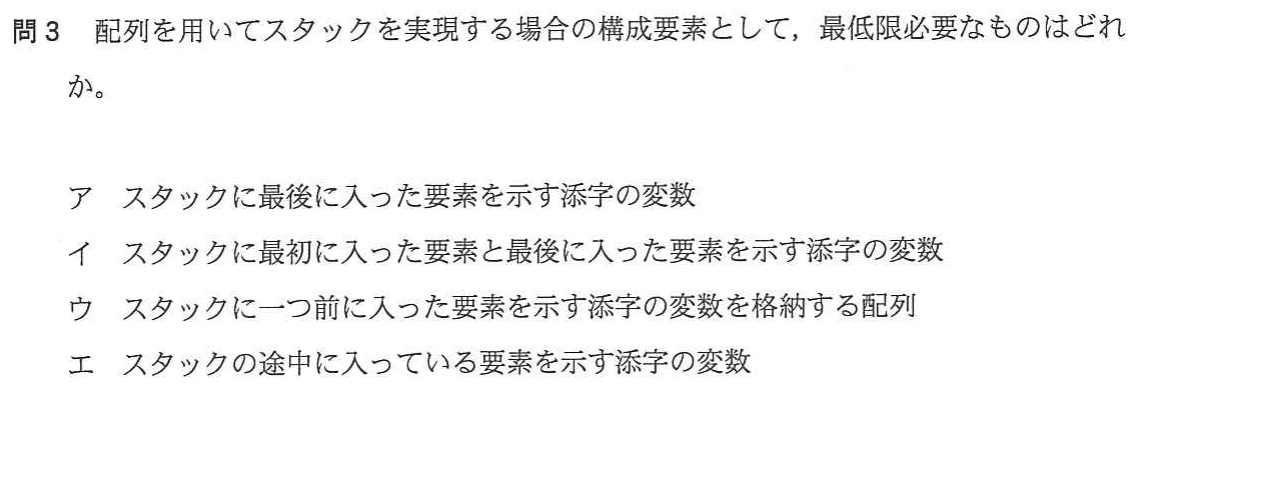 問3　配列を用いてスタックを実現する場合の構成要素として，最低限必要なものはどれ
か。
ア　スタックに最後に入った要素を示す添字の変数
イ　スタックに最初に入った要素と最後に入った要素を示す添字の変数
ウ　スタックに一つ前に入った要素を示す添字の変数を格納する配列
エ　スタックの途中に入っている要素を示す添字の変数